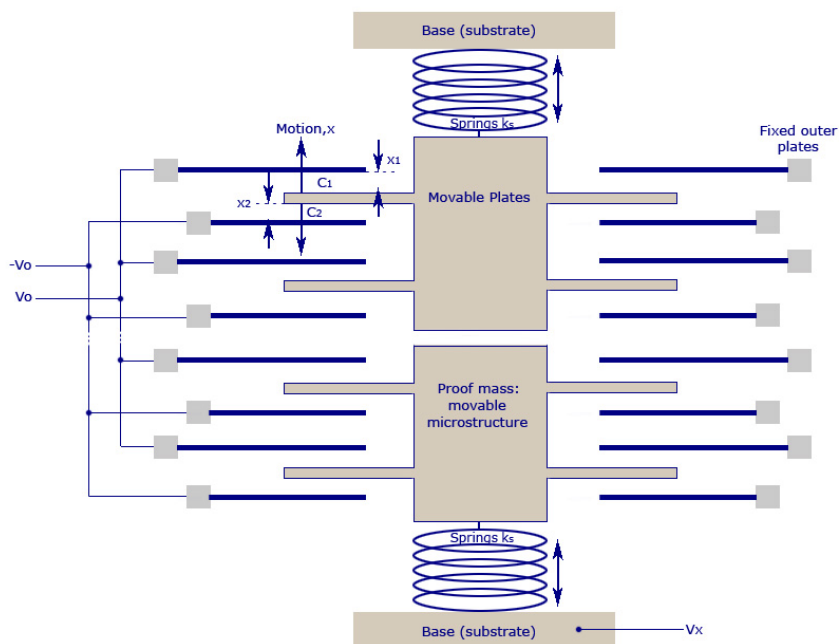 Base (substrate)
Springs ks
Motion,x
Fixed outer
plates
x1
C1
x2
C2
Movable Plates
-Vo
Vo
Proof mass:
movable
microstructure
Springs ks
Base (substrate)
Vx